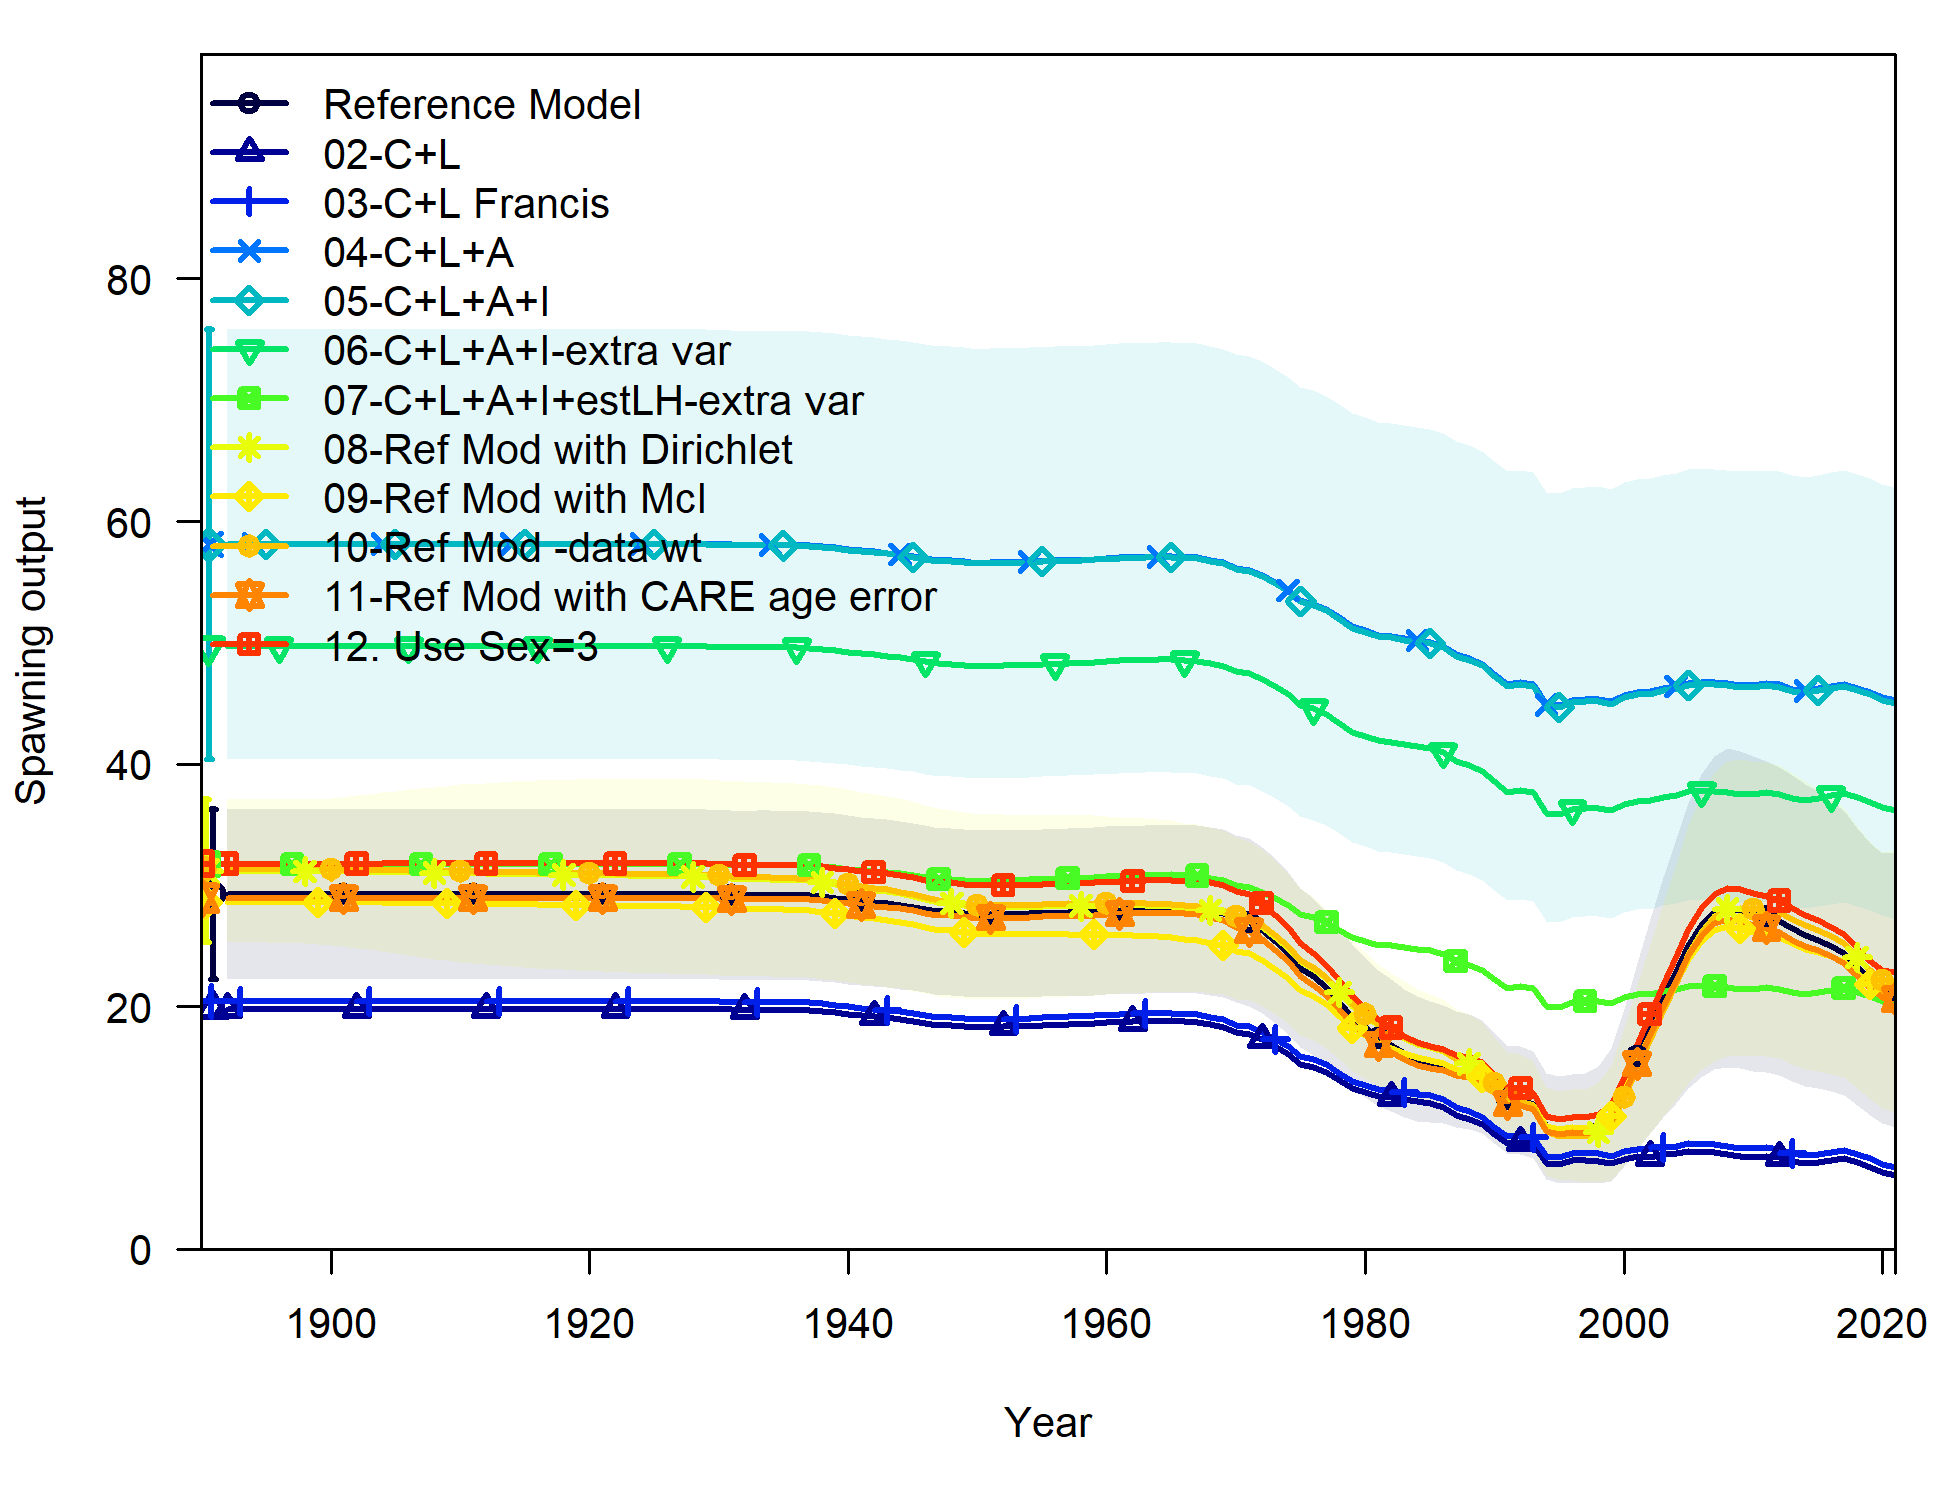 Reference Model
02-C+L
03-C+L Francis
04-C+L+A
05-C+L+A+I
06-C+L+A+I-extra var
07-C+L+A+I+estLH-extra var
08-Ref Mod with Dirichlet
09-Ref Mod with McI
10-Ref Mod -data wt
11-Ref Mod with CARE age error
12. Use Sex=3
Spawning output
80
60
40
20
0
1900 1920 1940 1960 1980 2000 2020
Year